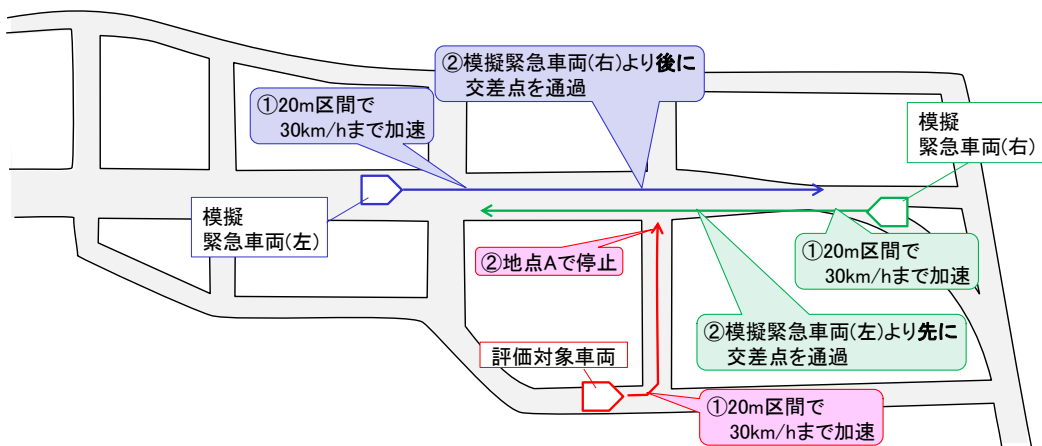 ②模擬緊急車両(右)より後に
交差点を通過
①20m区間で
30km/hまで加速
模擬
緊急車両(右)
模擬
緊急車両(左)
②地点Aで停止
①20m区間で
30km/hまで加速
②模擬緊急車両(左)より先に
交差点を通過
評価対象車両
①20m区間で
30km/hまで加速